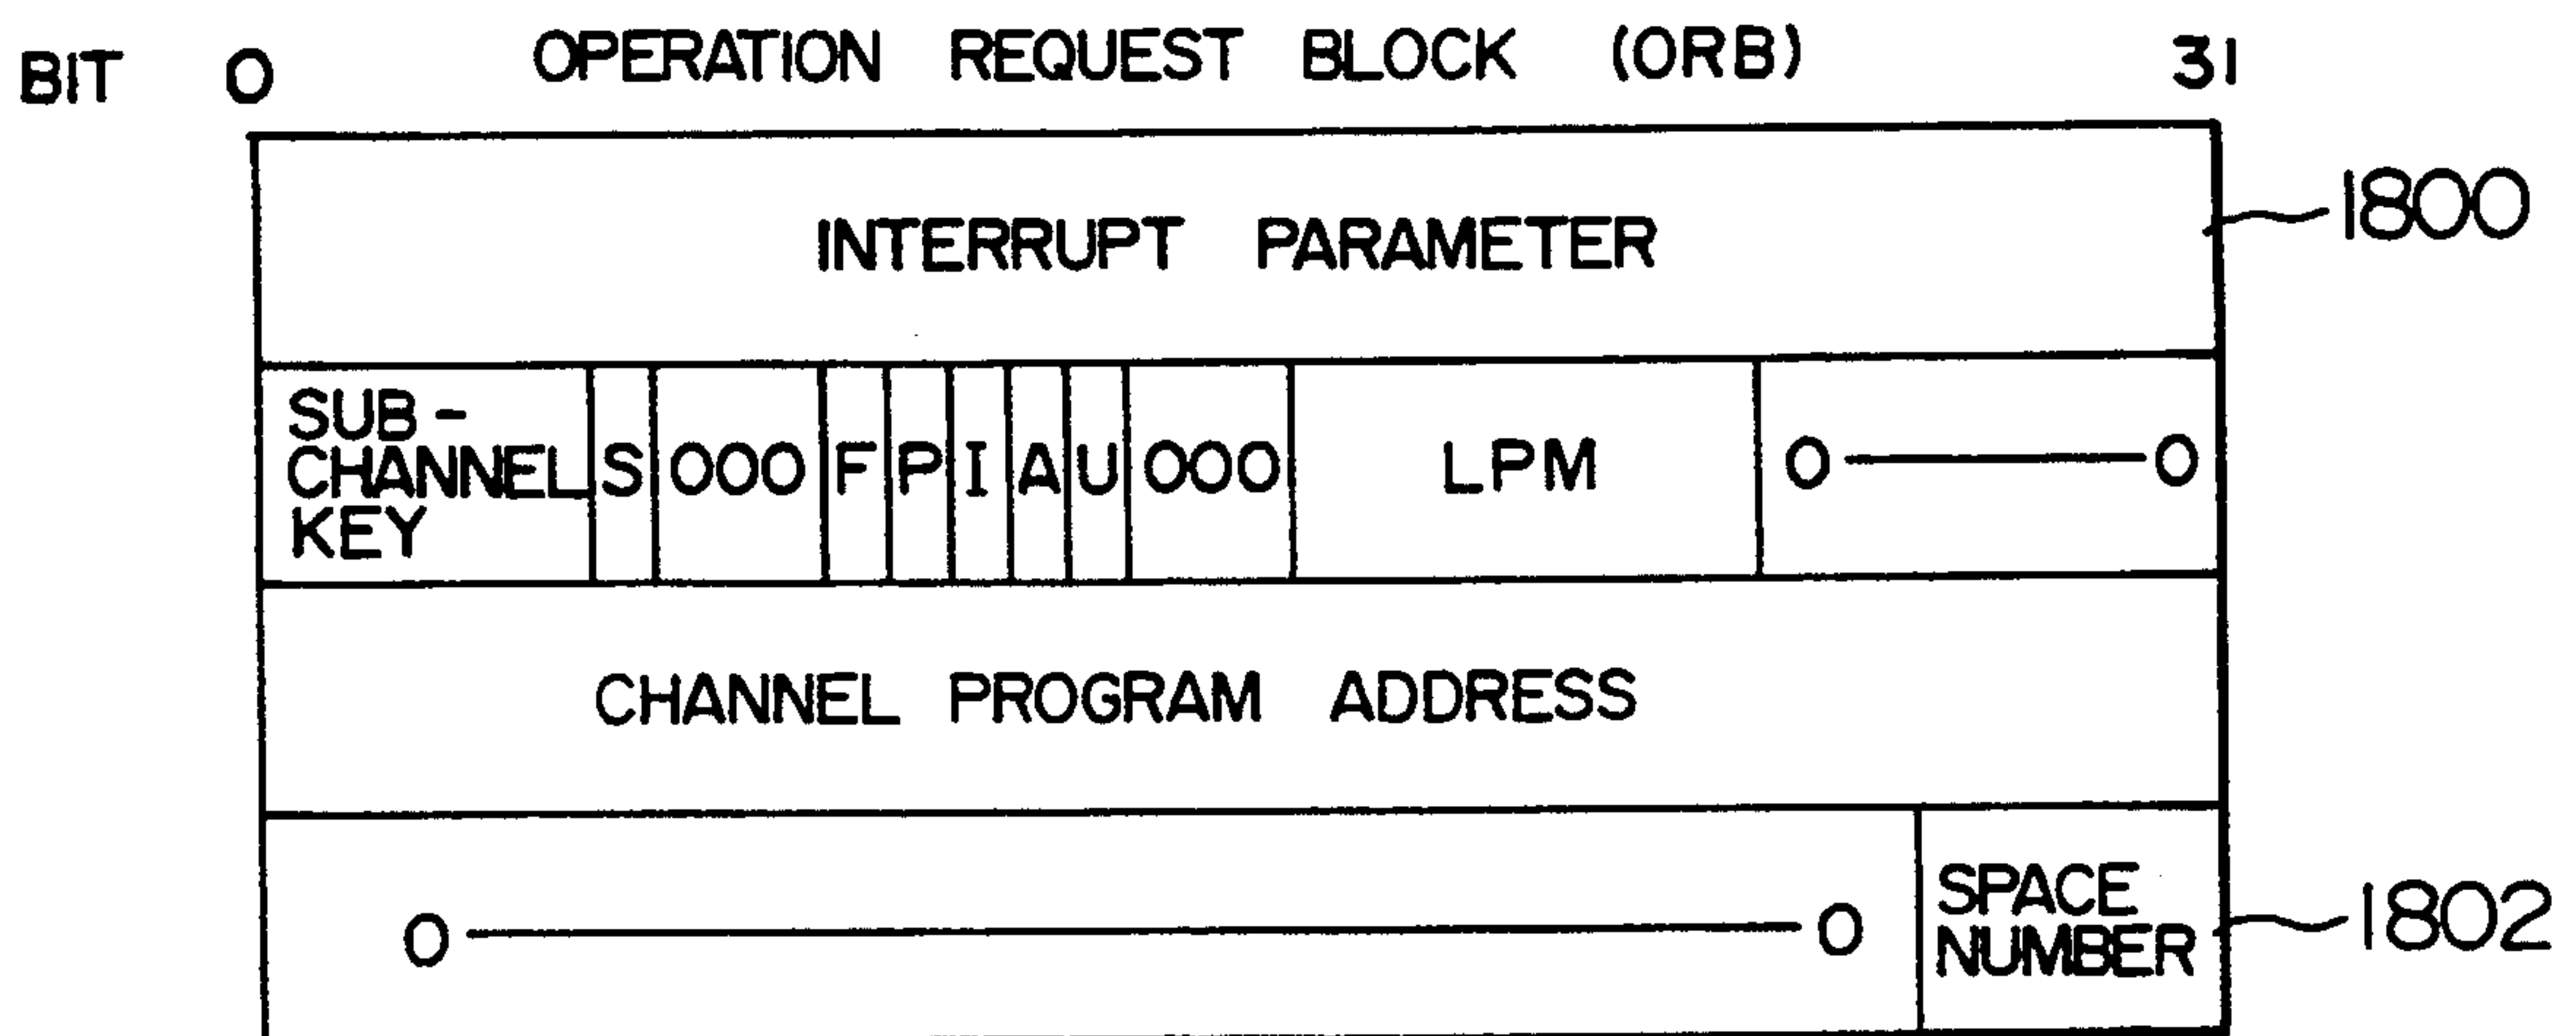 BIT 0 OPERATION REQUEST BLOCK (ORB) 31
INTERRUPT PARAMETER 1800
SUB-
CHANNEL
KEY
S 000 F P I A U 000 LPM 0 0
CHANNEL PROGRAM ADDRESS
0 0
SPACE
NUMBER
1802